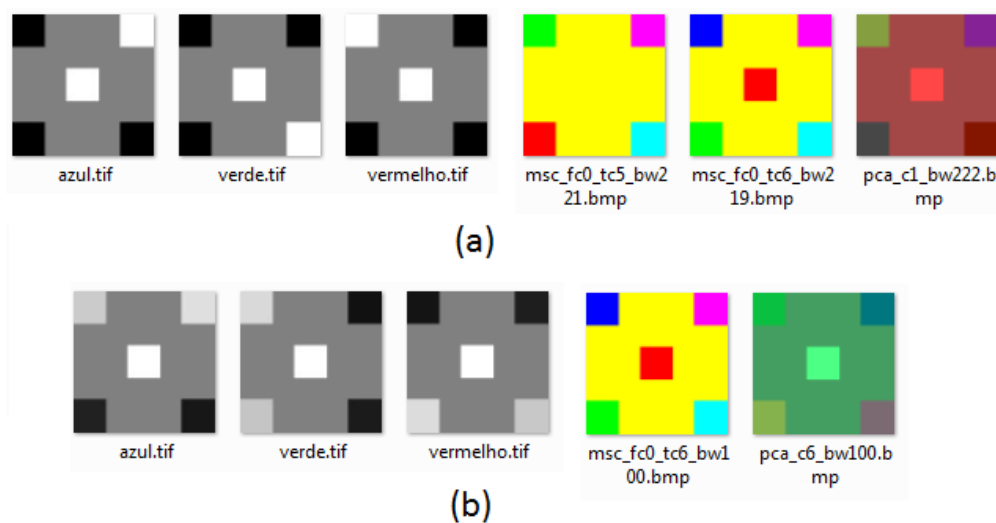 azul.tif
verde.tif
vermelho.tif
msc_fc0_tc5_bw2
21.bmp
msc_fc0_tc6_bw2
19.bmp
pca_c1_bw222.b
mp
(a)
azul.tif
verde.tif
vermelho.tif
msc_fc0_tc6_bw1
00.bmp
pca_c6_bw100.b
mp
(b)